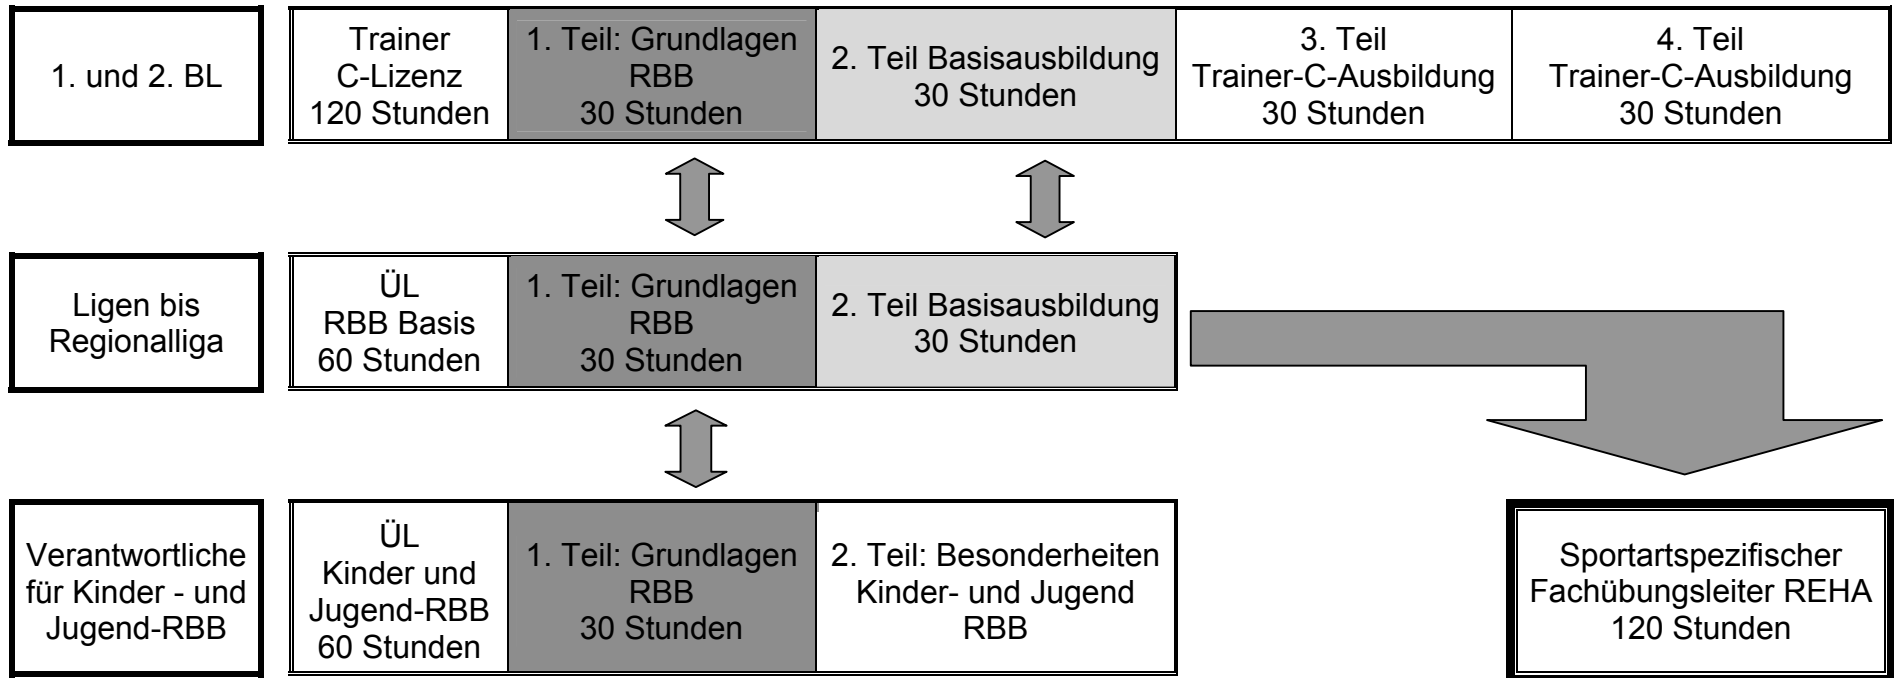 1. und 2. BL
Trainer
C-Lizenz
120 Stunden
1. Teil: Grundlagen
RBB
30 Stunden
2. Teil Basisausbildung
30 Stunden
3. Teil
Trainer-C-Ausbildung
30 Stunden
4. Teil
Trainer-C-Ausbildung
30 Stunden
Ligen bis
Regionalliga
ÜL
RBB Basis
60 Stunden
1. Teil: Grundlagen
RBB
30 Stunden
2. Teil Basisausbildung
30 Stunden
Verantwortliche
für Kinder - und
Jugend-RBB
ÜL
Kinder und
Jugend-RBB
60 Stunden
1. Teil: Grundlagen
RBB
30 Stunden
2. Teil: Besonderheiten
Kinder- und Jugend
RBB
Sportartspezifischer
Fachübungsleiter REHA
120 Stunden